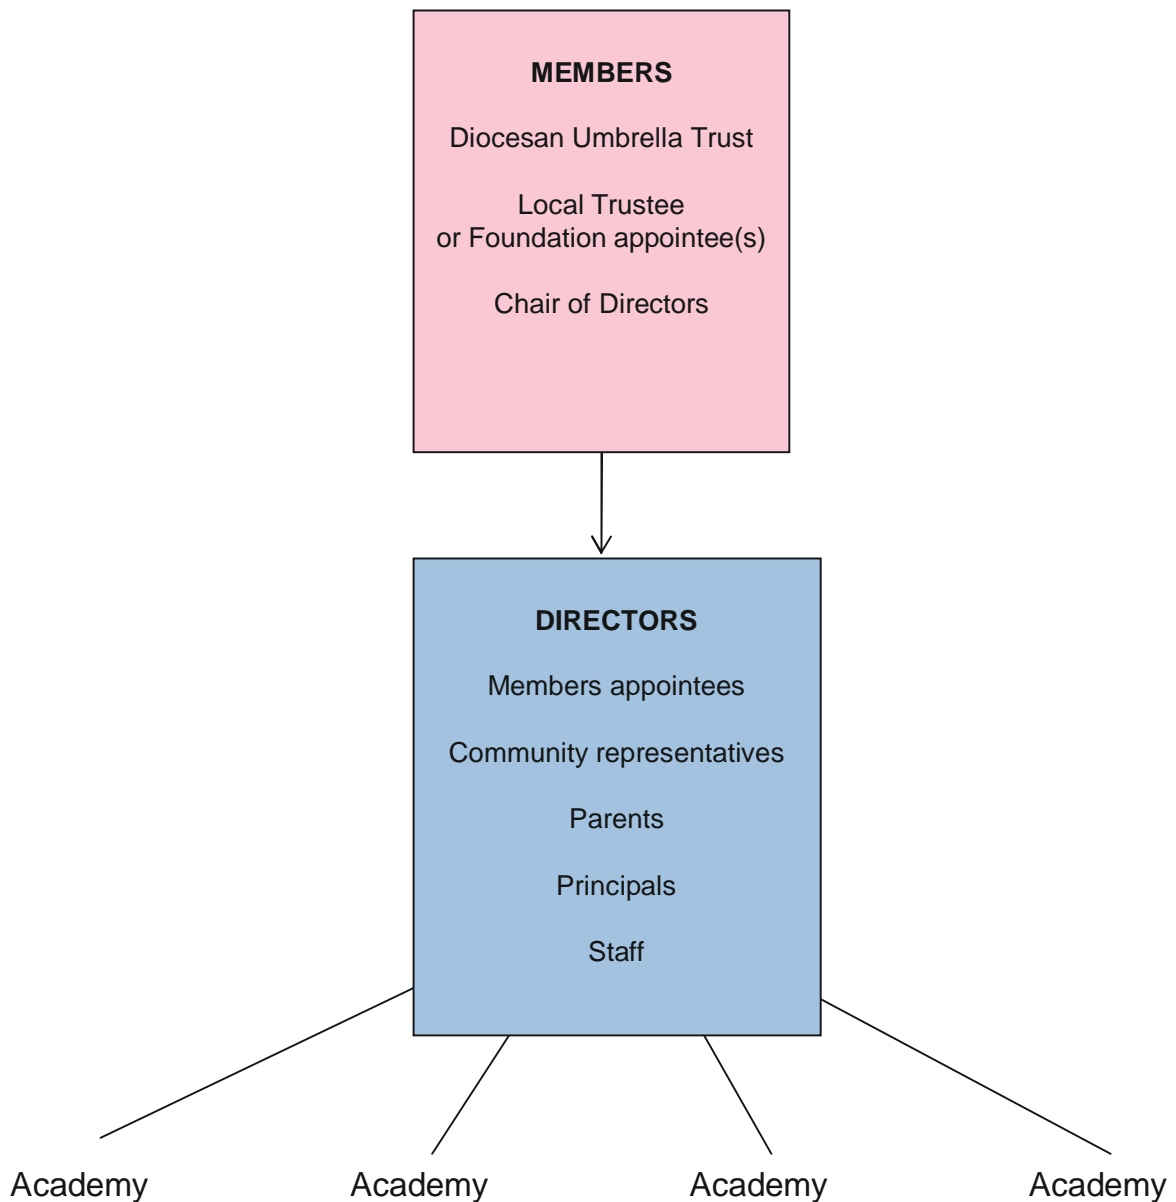 MEMBERS
Diocesan Umbrella Trust
Local Trustee
or Foundation appointee(s)
Chair of Directors
DIRECTORS
Members appointees
Community representatives
Parents
Principals
Staff
Academy Academy Academy Academy